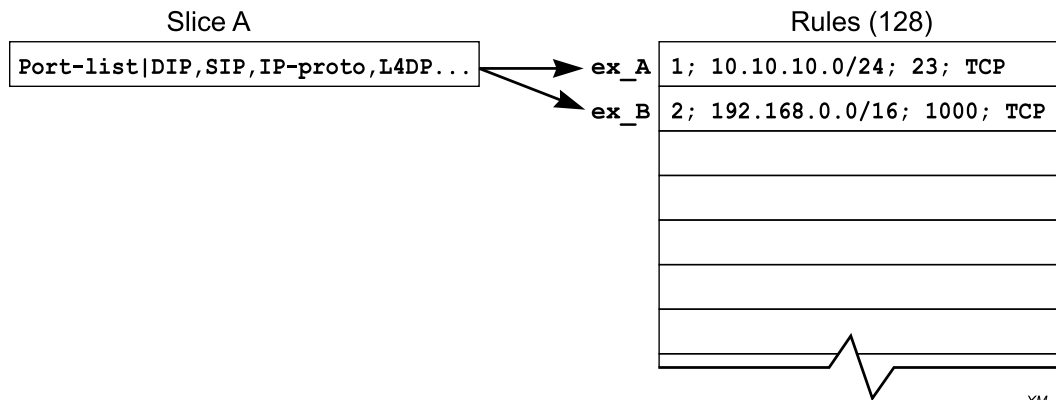 Slice A
Rules (128)
Port-list|DIP,SIP,IP-proto,L4DP...
ex_A
1; 10.10.10.0/24; 23; TCP
ex_B
2; 192.168.0.0/16; 1000; TCP